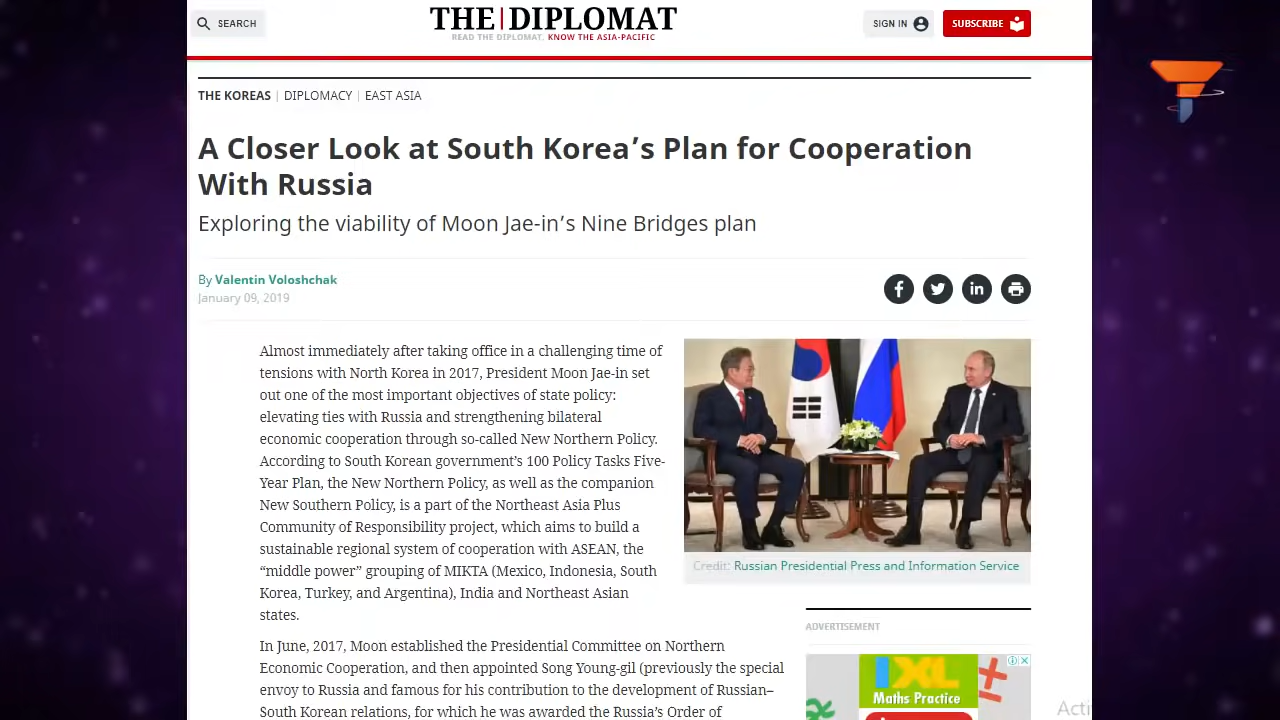 SEARCH
THE DIPLOMAT
READ THE DIPLOMAT, KNOW THE ASIA-PACIFIC
SIGN IN
SUBSCRIBE
THE KOREAS | DIPLOMACY | EAST ASIA
A Closer Look at South Korea’s Plan for Cooperation
With Russia
Exploring the viability of Moon Jae-in’s Nine Bridges plan
By Valentin Voloshchak
January 09, 2019
Almost immediately after taking office in a challenging time of
tensions with North Korea in 2017, President Moon Jae-in set
out one of the most important objectives of state policy:
elevating ties with Russia and strengthening bilateral
economic cooperation through so-called New Northern Policy.
According to South Korean government’s 100 Policy Tasks Five-
Year Plan, the New Northern Policy, as well as the companion
New Southern Policy, is a part of the Northeast Asia Plus
Community of Responsibility project, which aims to build a
sustainable regional system of cooperation with ASEAN, the
“middle power” grouping of MIKTA (Mexico, Indonesia, South
Korea, Turkey, and Argentina), India and Northeast Asian
states.
Credit: Russian Presidential Press and Information Service
In June, 2017, Moon established the Presidential Committee on Northern
Economic Cooperation, and then appointed Song Young-gil (previously the special
envoy to Russia and famous for his contribution to the development of Russian–
South Korean relations, for which he was awarded the Russia’s Order of
ADVERTISEMENT
IXL
Maths Practice
Acti